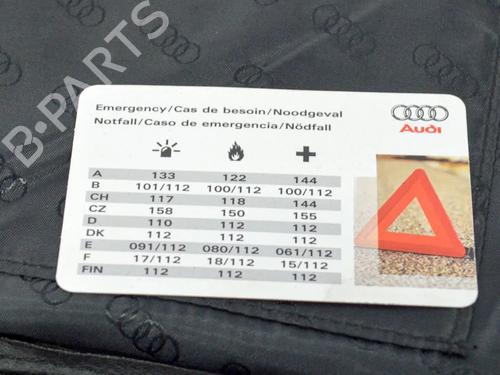 B-PARTS
Emergency/Cas de besoin/Noodgeval
Notfall/Caso de emergencia/Nödfall
Audi
A 133 122 144
B 101/112 100/112 100/112
CH 117 118 144
CZ 158 150 155
D 110 112 112
DK 112 112 112
E 091/112 080/112 061/112
F 17/112 18/112 15/112
FIN 112 112 112